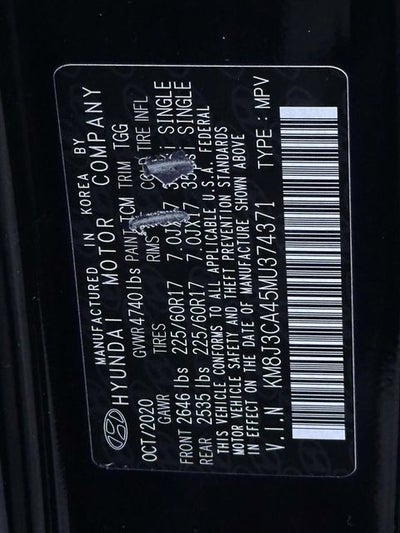 MANUFACTURED IN KOREA BY
HYUNDAI MOTOR COMPANY
OCT/2020 GVWR 4740lbs PAINT TCM TRIM TGG
GAWR TIRES RIMS TIRE INFL
FRONT 2646 lbs 225/60R17 7.0JX17 SINGLE
REAR 2535 lbs 225/60R17 7.0JX17 SINGLE
THIS VEHICLE CONFORMS TO ALL APPLICABLE U.S.A. FEDERAL
MOTOR VEHICLE SAFETY AND THEFT PREVENTION STANDARDS
IN EFFECT ON THE DATE OF MANUFACTURE SHOWN ABOVE
V.I.N KM8J3CA45MU374371 TYPE : MPV